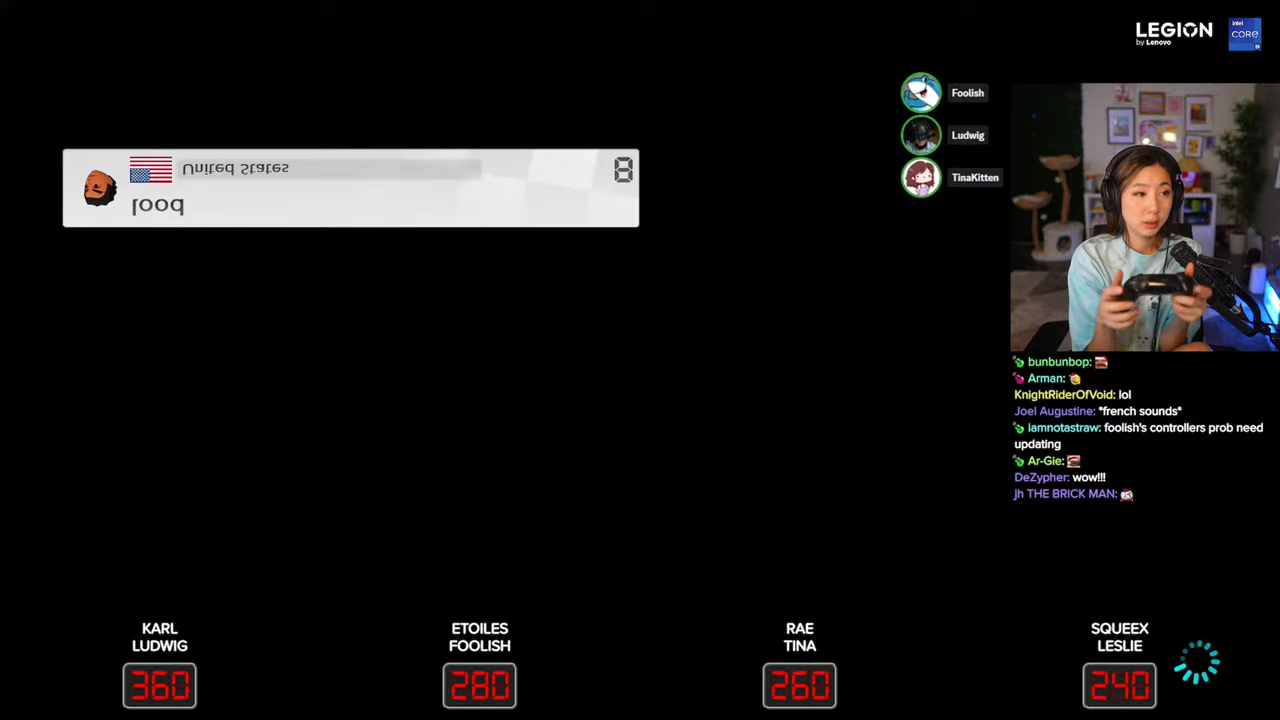 LEGION
by Lenovo
intel
CORE
i9
Foolish
Ludwig
TinaKitten
United States
8
lood
bunbunbop:
Arman:
KnightRiderOfVoid: lol
Joel Augustine: *french sounds*
iamnotastraw: foolish's controllers prob need
updating
Ar-Gie:
DeZypher: wow!!!
jh THE BRICK MAN:
KARL
LUDWIG
360
ETOILES
FOOLISH
280
RAE
TINA
260
SQUEEX
LESLIE
240